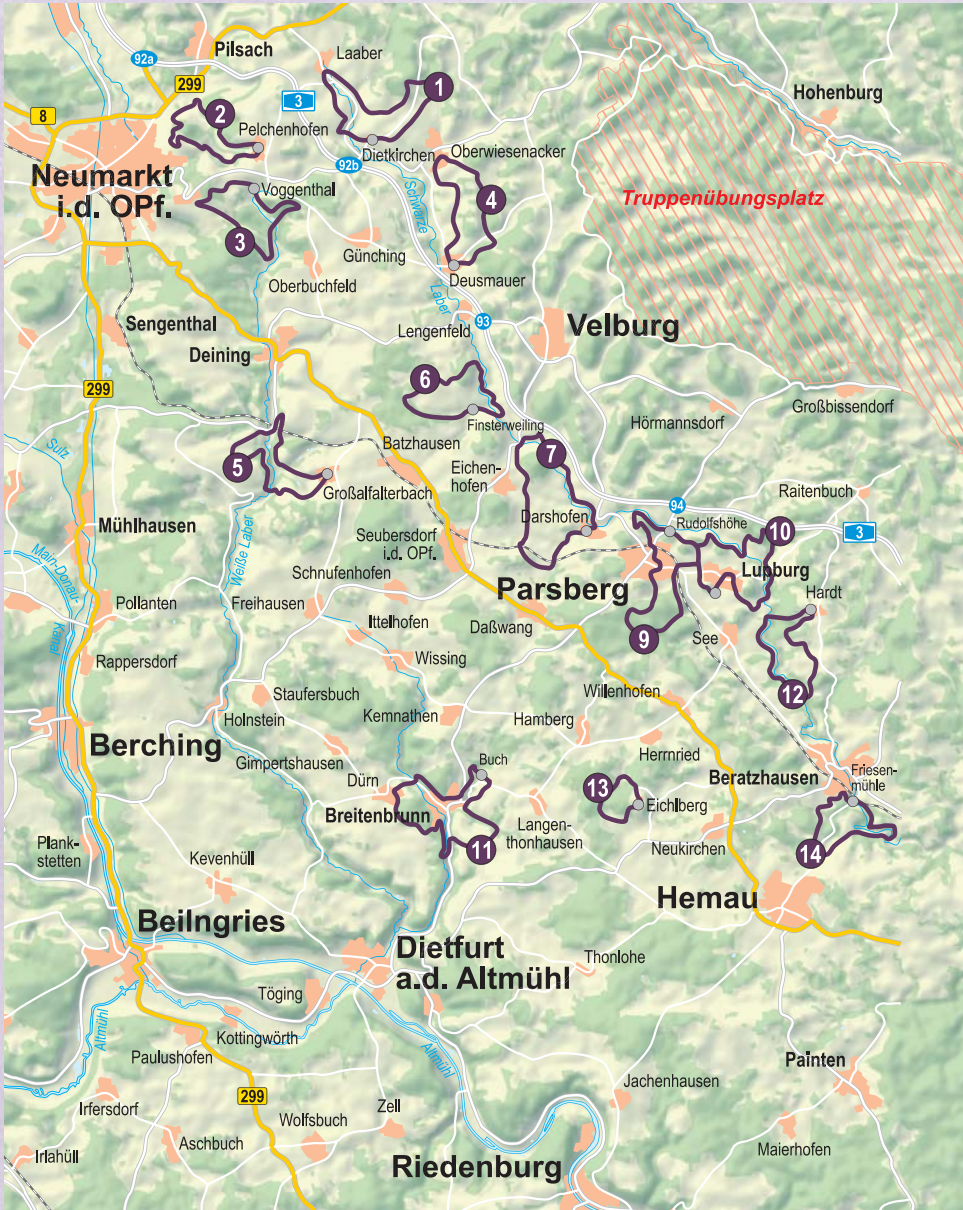 Pilsach
Laaber
92a
299
3
1
Hohenburg
8
2
Pelchenhofen
Dietkirchen
Oberwiesenacker
92b
Neumarkt
i.d. OPf.
Voggenthal
Schwarze
4
Truppenübungsplatz
3
Günching
Oberbuchfeld
Deusmauer
Laber
Sengenthal
Lengenfeld
93
Velburg
Deining
299
6
Finsterweiling
Hörmannsdorf
Großbissendorf
Sulz
Batzhausen
7
5
Eichen-
hofen
Großalfalterbach
94
Raitenbuch
Mühlhausen
Darshofen
Rudolfshöhe
10
3
Seubersdorf
i.d. OPf.
Main-Donau-
Kanal
Weiße Laber
Schnufenhofen
Parsberg
Lupburg
Hardt
Pollanten
Freihausen
Ittelhofen
Daßwang
9
See
Rappersdorf
Wissing
12
Staufersbuch
Willenhofen
Holnstein
Kemnathen
Hamberg
Berching
Gimpertshausen
Herrnried
Buch
Dürn
13
Beratzhausen
Friesen-
mühle
Breitenbrunn
Eichlberg
Langen-
thonhausen
Plank-
stetten
11
Neukirchen
14
Kevenhüll
Hemau
Beilngries
Dietfurt
a.d. Altmühl
Thonlohe
Töging
Altmühl
Kottingwörth
Altmühl
Paulushofen
Painten
Jachenhausen
299
Irfersdorf
Zell
Wolfsbuch
Aschbuch
Maierhofen
Irlahüll
Riedenburg